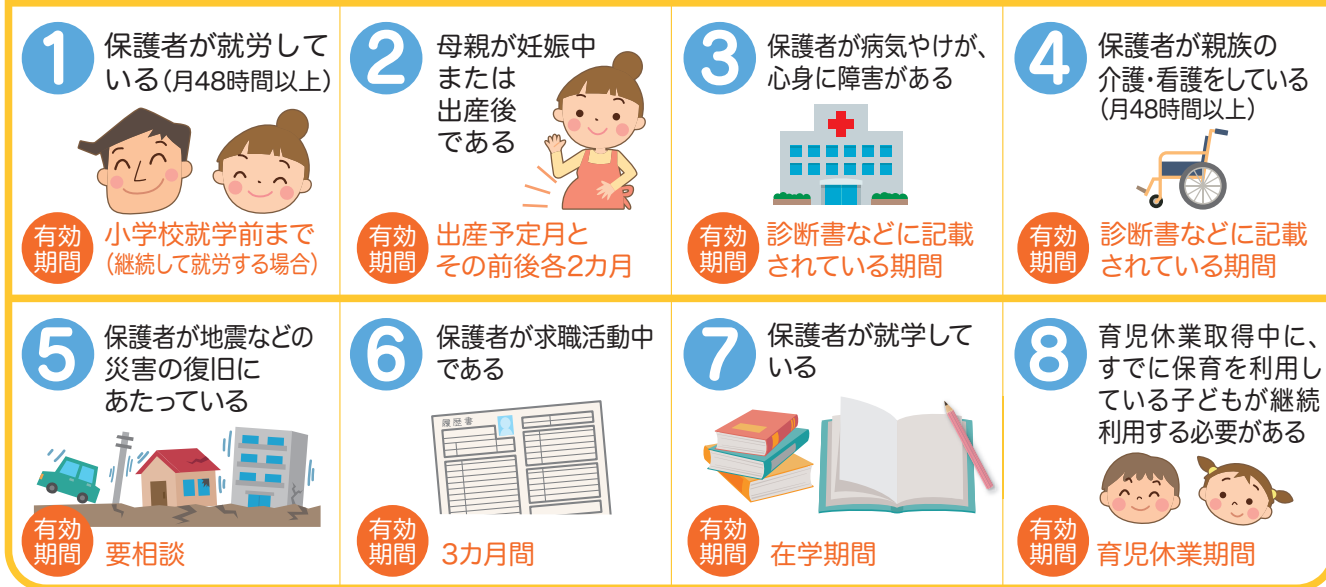 1
保護者が就労して
いる(月48時間以上)
有効
期間
小学校就学前まで
(継続して就労する場合)
2
母親が妊娠中
または
出産後
である
有効
期間
出産予定月と
その前後各2カ月
3
保護者が病気やけが、
心身に障害がある
有効
期間
診断書などに記載
されている期間
4
保護者が親族の
介護・看護をしている
(月48時間以上)
有効
期間
診断書などに記載
されている期間
5
保護者が地震などの
災害の復旧に
あたっている
有効
期間
要相談
6
保護者が求職活動中
である
履歴書
有効
期間
3カ月間
7
保護者が就学して
いる
有効
期間
在学期間
8
育児休業取得中に、
すでに保育を利用し
ている子どもが継続
利用する必要がある
有効
期間
育児休業期間